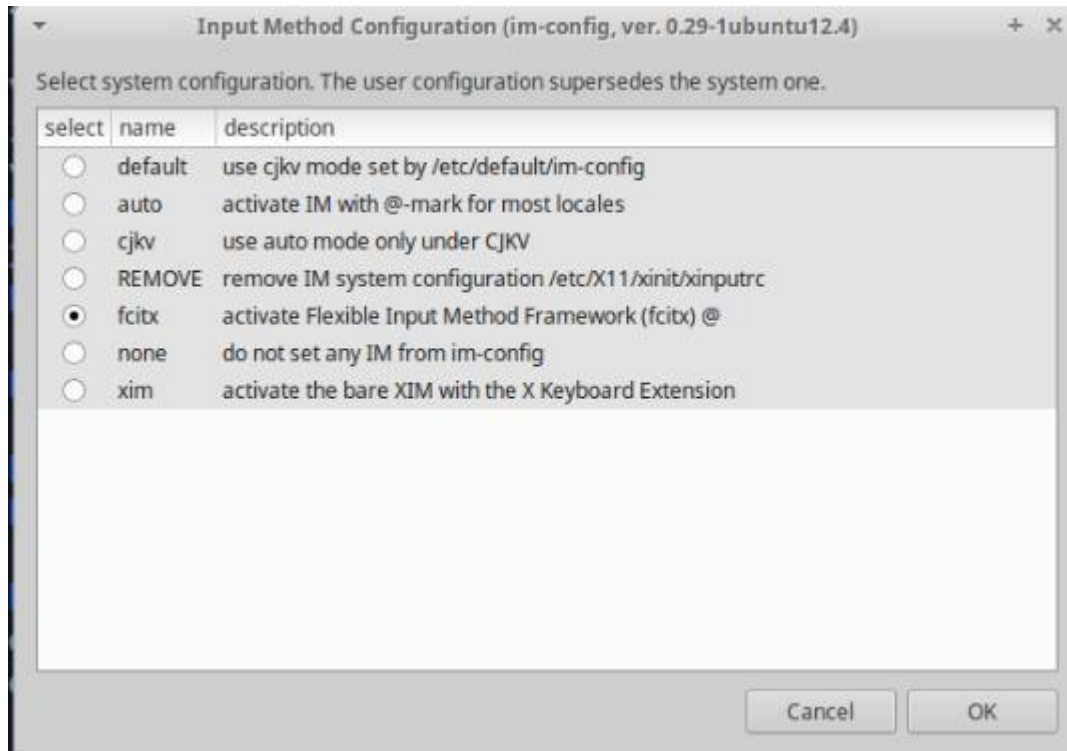 Input Method Configuration (im-config, ver. 0.29-1ubuntu12.4)
Select system configuration. The user configuration supersedes the system one.
select name description
default use cjkv mode set by /etc/default/im-config
auto activate IM with @-mark for most locales
cjkv use auto mode only under CJKV
REMOVE remove IM system configuration /etc/X11/xinit/xinputrc
fcitx activate Flexible Input Method Framework (fcitx) @
none do not set any IM from im-config
xim activate the bare XIM with the X Keyboard Extension
Cancel OK